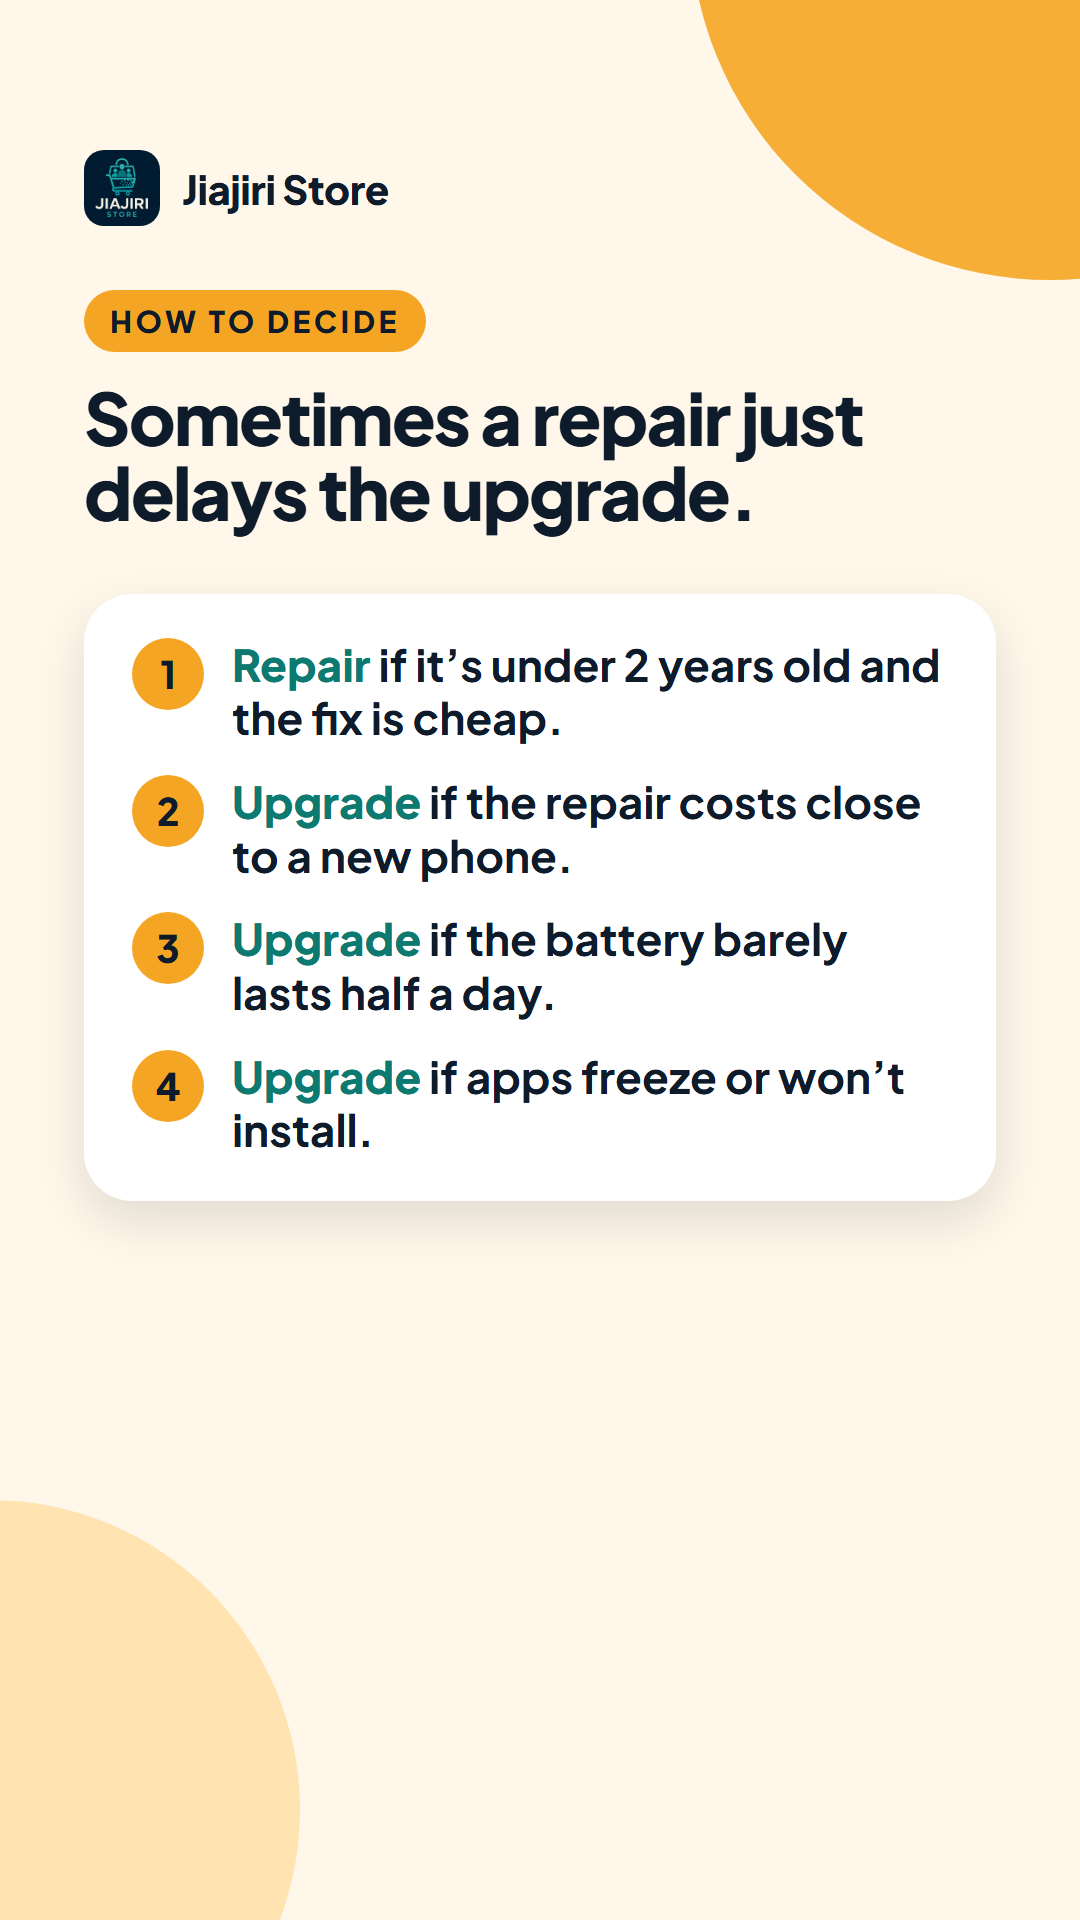 JIAJIRI
STORE
Jiajiri Store
HOW TO DECIDE
Sometimes a repair just
delays the upgrade.
1
Repair if it’s under 2 years old and
the fix is cheap.
2
Upgrade if the repair costs close
to a new phone.
3
Upgrade if the battery barely
lasts half a day.
4
Upgrade if apps freeze or won’t
install.